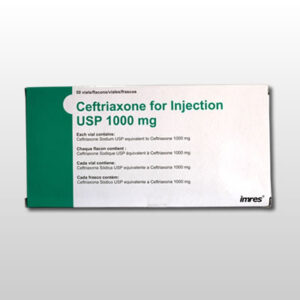 50 vials/flacons/viales/frascos
Ceftriaxone for Injection
USP 1000 mg
Each vial contains:
Ceftriaxone Sodium USP equivalent to Ceftriaxone 1000 mg
Chaque flacon contient :
Ceftriaxone Sodique USP équivalent à Ceftriaxone 1000 mg
Cada vial contiene:
Ceftriaxona Sódica USP equivalente a Ceftriaxona 1000 mg
Cada frasco contém:
Ceftriaxona Sódica USP equivalente a Ceftriaxona 1000 mg
imres®